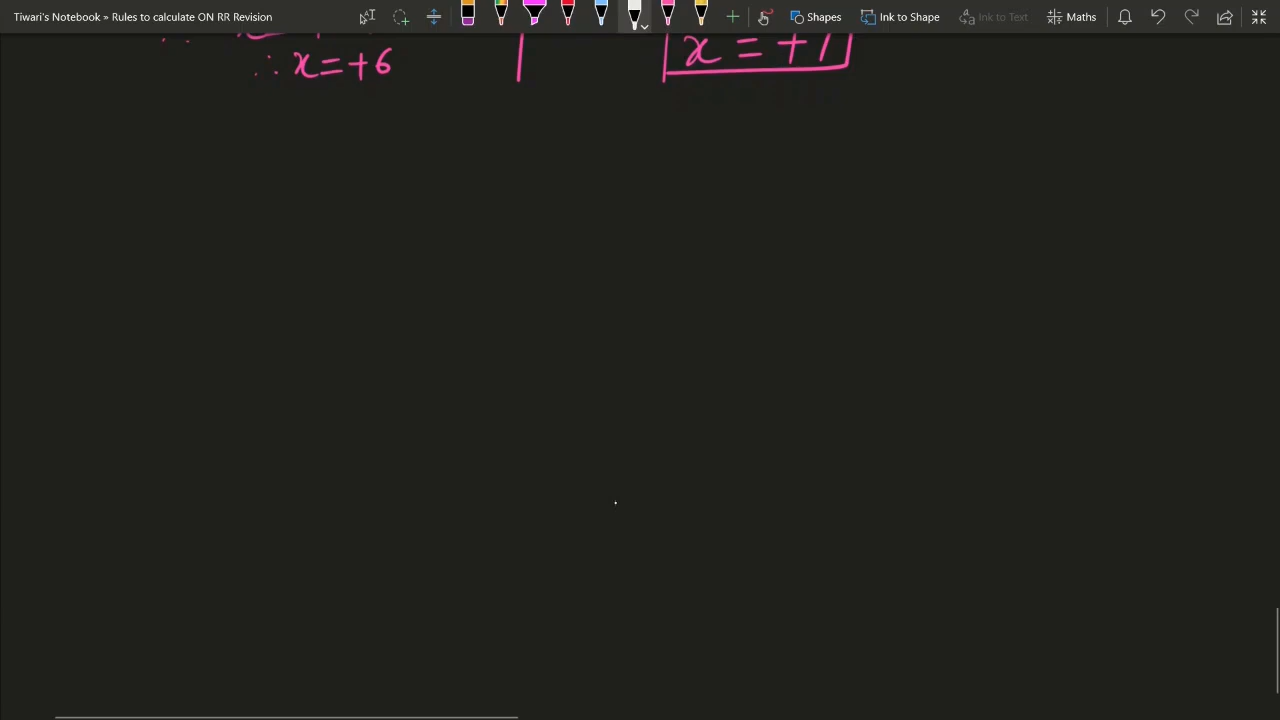 Tiwari's Notebook » Rules to calculate ON RR Revision
Shapes
Ink to Shape
Ink to Text
Maths
∴ x=+6
x = +7